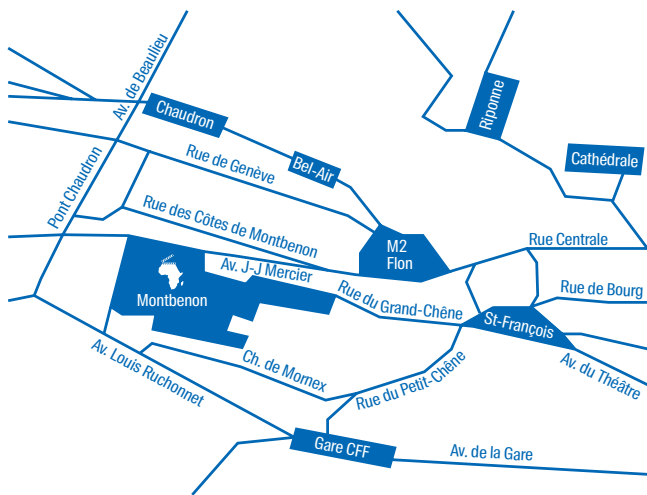 Av. de Beaulieu
Chaudron
Riponne
Bel-Air
Cathédrale
Rue de Genève
Pont Chaudron
Rue des Côtes de Montbenon
M2
Flon
Rue Centrale
Av. J-J Mercier
Montbenon
Rue du Grand-Chêne
Rue de Bourg
St-François
Av. Louis Ruchonnet
Ch. de Mornex
Rue du Petit-Chêne
Av. du Théâtre
Gare CFF
Av. de la Gare